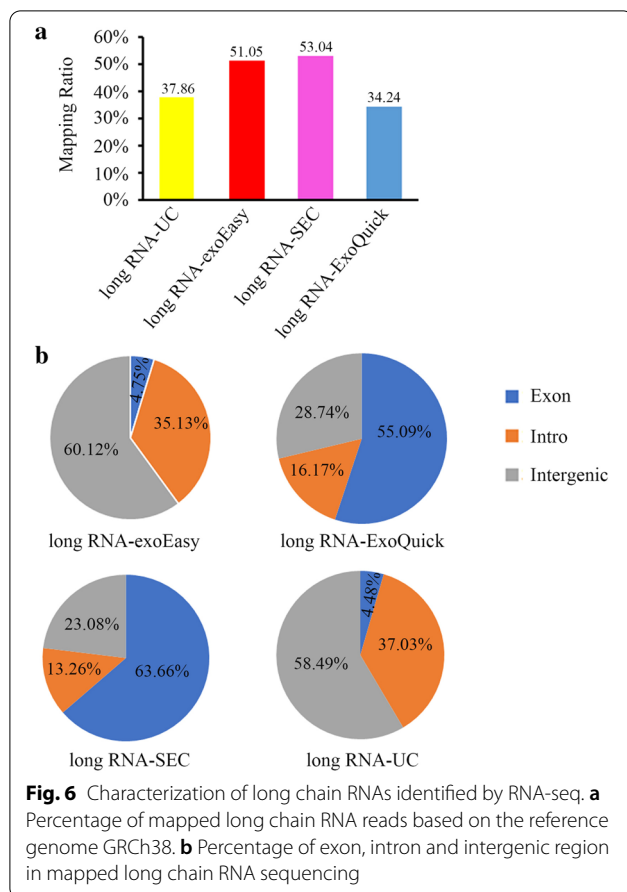 a
Mapping Ratio
60%
50%
40%
30%
20%
10%
0%
37.86
51.05
53.04
34.24
long RNA-UC
long RNA-exoEasy
long RNA-SEC
long RNA-ExoQuick
b
4.75%
35.13%
60.12%
long RNA-exoEasy
28.74%
55.09%
16.17%
long RNA-ExoQuick
Exon
Intro
Intergenic
23.08%
13.26%
63.66%
long RNA-SEC
4.48%
37.03%
58.49%
long RNA-UC
Fig. 6 Characterization of long chain RNAs identified by RNA-seq. a
Percentage of mapped long chain RNA reads based on the reference
genome GRCh38. b Percentage of exon, intron and intergenic region
in mapped long chain RNA sequencing